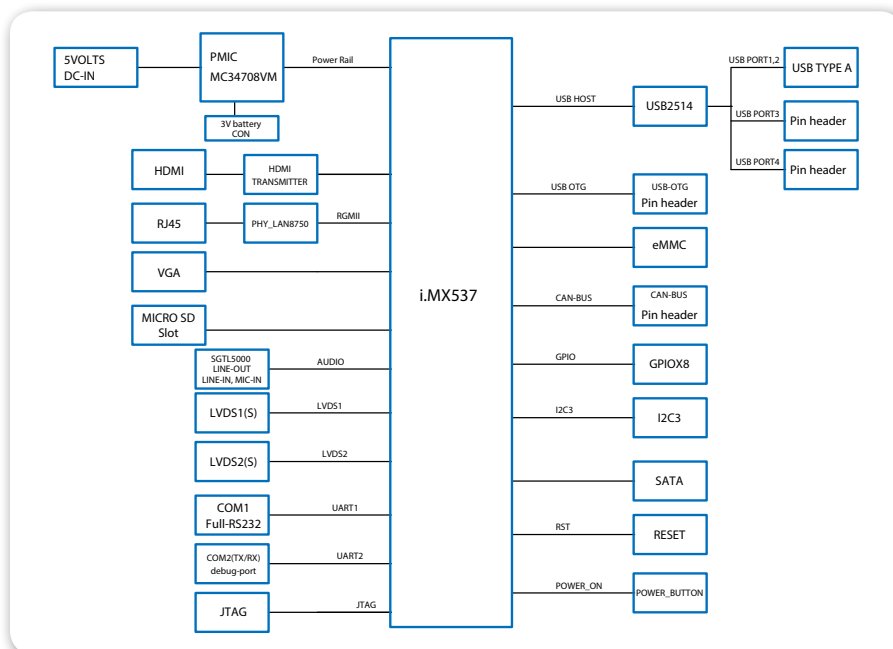 5VOLTS
DC-IN
PMIC
MC34708VM
Power Rail
3V battery
CON
HDMI
HDMI
TRANSMITTER
RJ45
PHY_LAN8750
RGMII
VGA
MICRO SD
Slot
SGTL5000
LINE-OUT
LINE-IN, MIC-IN
AUDIO
LVDS1(S)
LVDS1
LVDS2(S)
LVDS2
COM1
Full-RS232
UART1
COM2(TX/RX)
debug-port
UART2
JTAG
JTAG
i.MX537
USB HOST
USB2514
USB PORT1,2
USB TYPE A
USB PORT3
Pin header
USB PORT4
Pin header
USB OTG
USB-OTG
Pin header
eMMC
CAN-BUS
CAN-BUS
Pin header
GPIO
GPIOX8
I2C3
I2C3
SATA
RST
RESET
POWER_ON
POWER_BUTTON